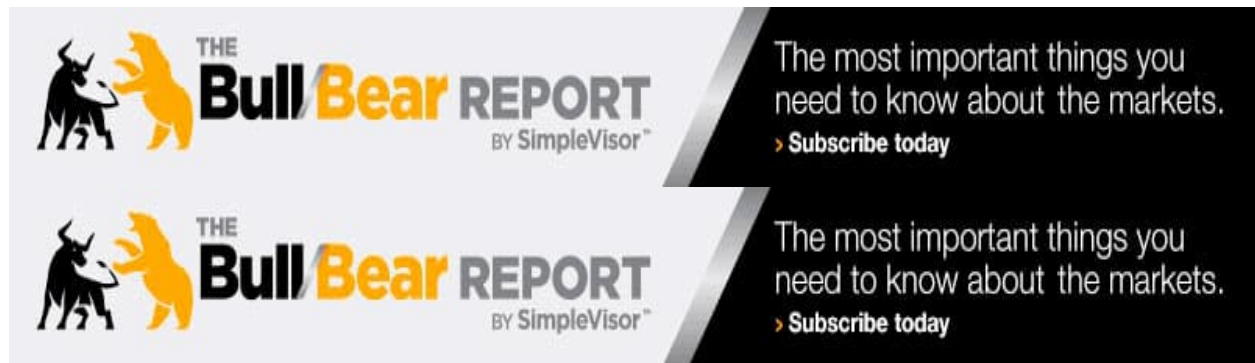 THE
Bull/Bear REPORT
BY SimpleVisor™
The most important things you
need to know about the markets.
› Subscribe today
THE
Bull/Bear REPORT
BY SimpleVisor™
The most important things you
need to know about the markets.
› Subscribe today